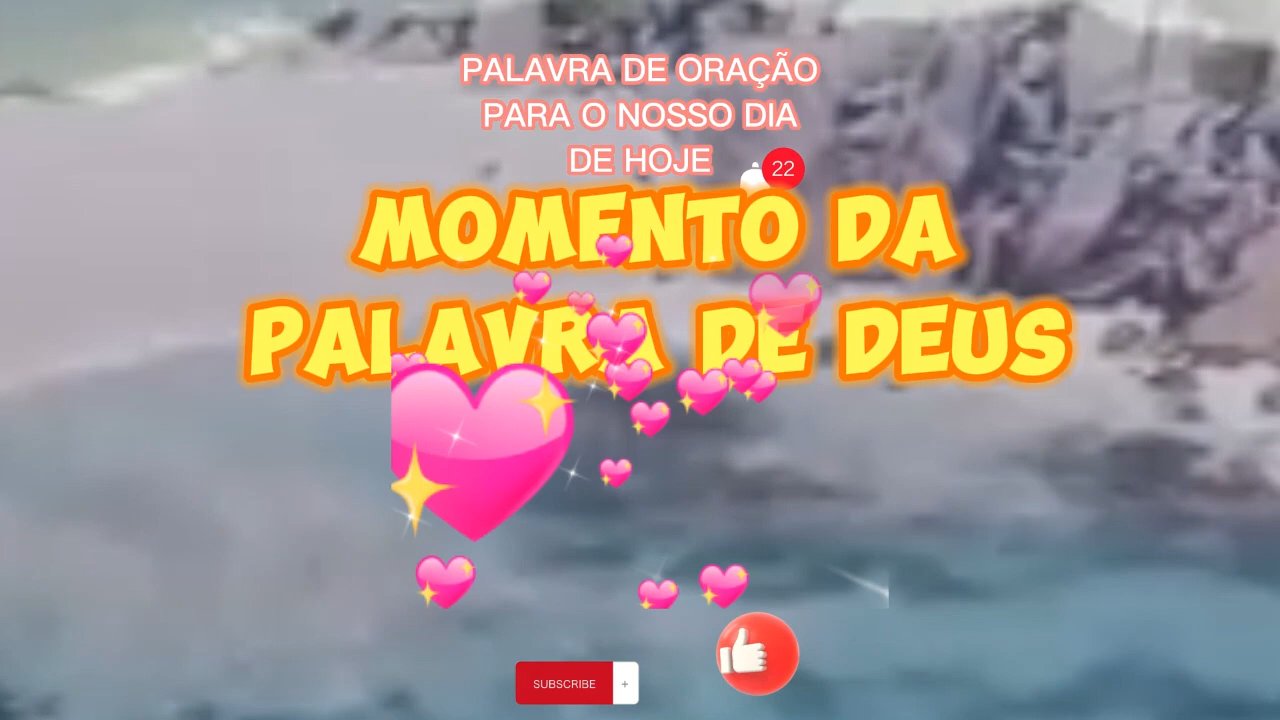 PALAVRA DE ORAÇÃO
PARA O NOSSO DIA
DE HOJE
22
MOMENTO DA
PALAVRA DE DEUS
SUBSCRIBE +